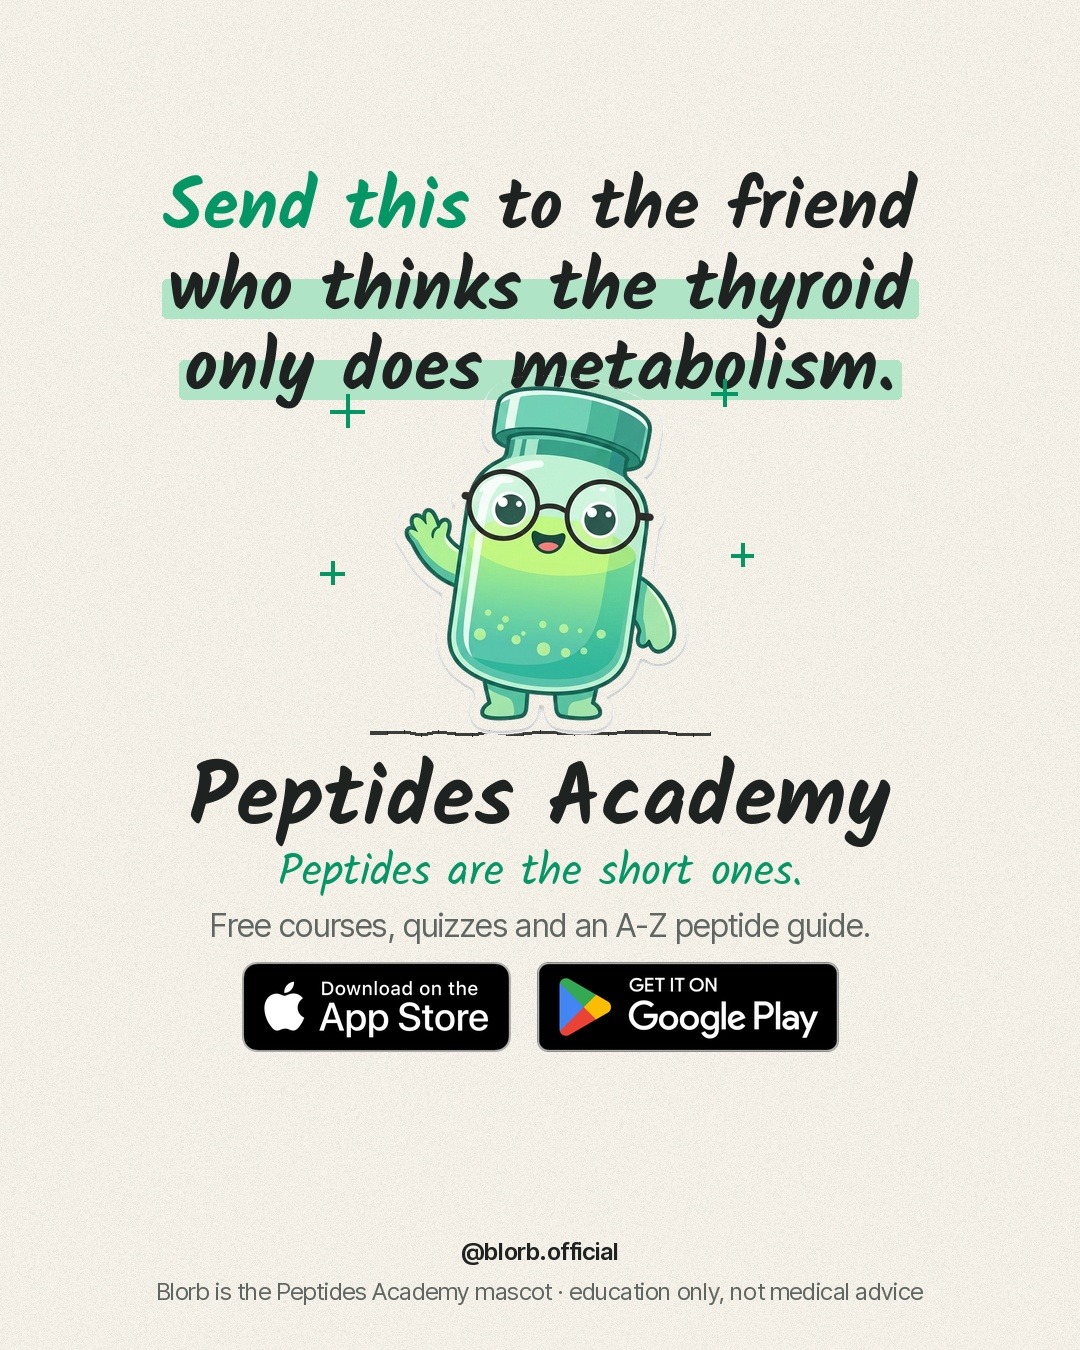 Send this to the friend
who thinks the thyroid
only does metabolism.
Peptides Academy
Peptides are the short ones.
Free courses, quizzes and an A-Z peptide guide.
Download on the
App Store
GET IT ON
Google Play
@blorb.official
Blorb is the Peptides Academy mascot · education only, not medical advice